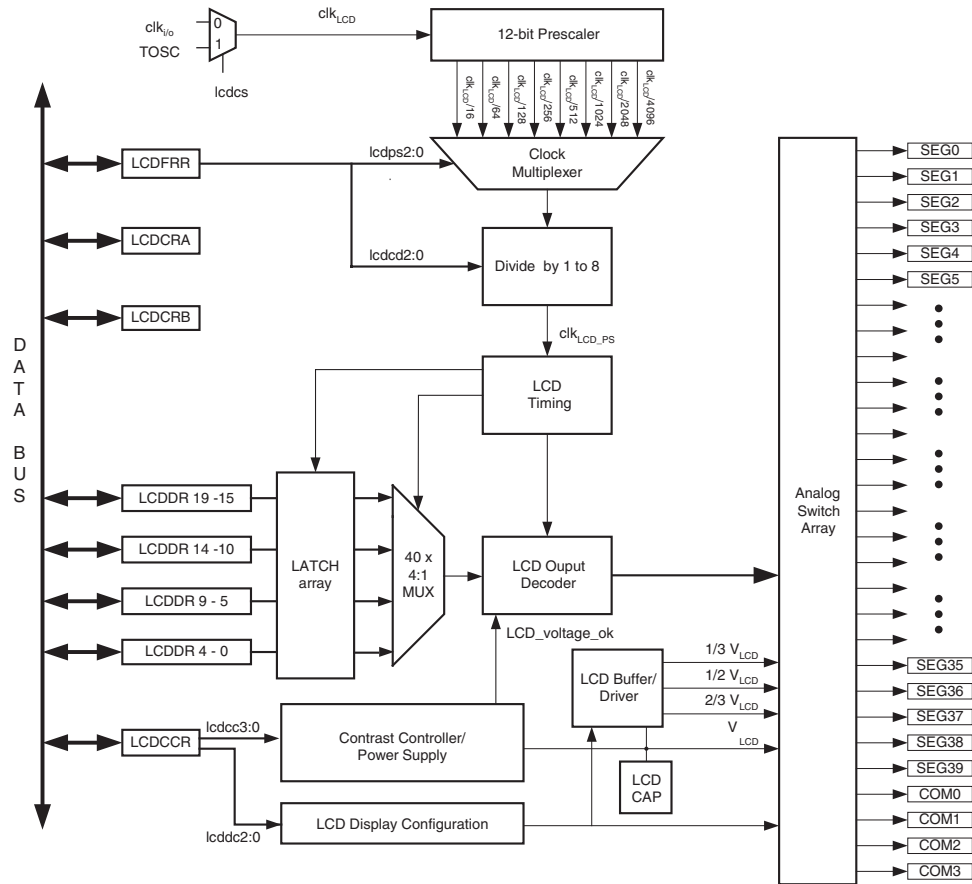 clk_LCD
clk_i/o
0
1
TOSC
lcdcs
12-bit Prescaler
clk_LCD/16
clk_LCD/64
clk_LCD/128
clk_LCD/256
clk_LCD/512
clk_LCD/1024
clk_LCD/2048
clk_LCD/4096
DATA BUS
LCDFRR
lcdps2:0
Clock
Multiplexer
LCDCRA
lcdcd2:0
Divide by 1 to 8
LCDCRB
clk_LCD_PS
LCD
Timing
LCDDR 19 -15
LCDDR 14 -10
LCDDR 9 - 5
LCDDR 4 - 0
LATCH
array
40 x
4:1
MUX
LCD Ouput
Decoder
LCD_voltage_ok
LCDCCR
lcdcc3:0
Contrast Controller/
Power Supply
lcddc2:0
LCD Display Configuration
LCD Buffer/
Driver
1/3 V_LCD
1/2 V_LCD
2/3 V_LCD
V_LCD
LCD
CAP
Analog
Switch
Array
SEG0
SEG1
SEG2
SEG3
SEG4
SEG5
SEG35
SEG36
SEG37
SEG38
SEG39
COM0
COM1
COM2
COM3